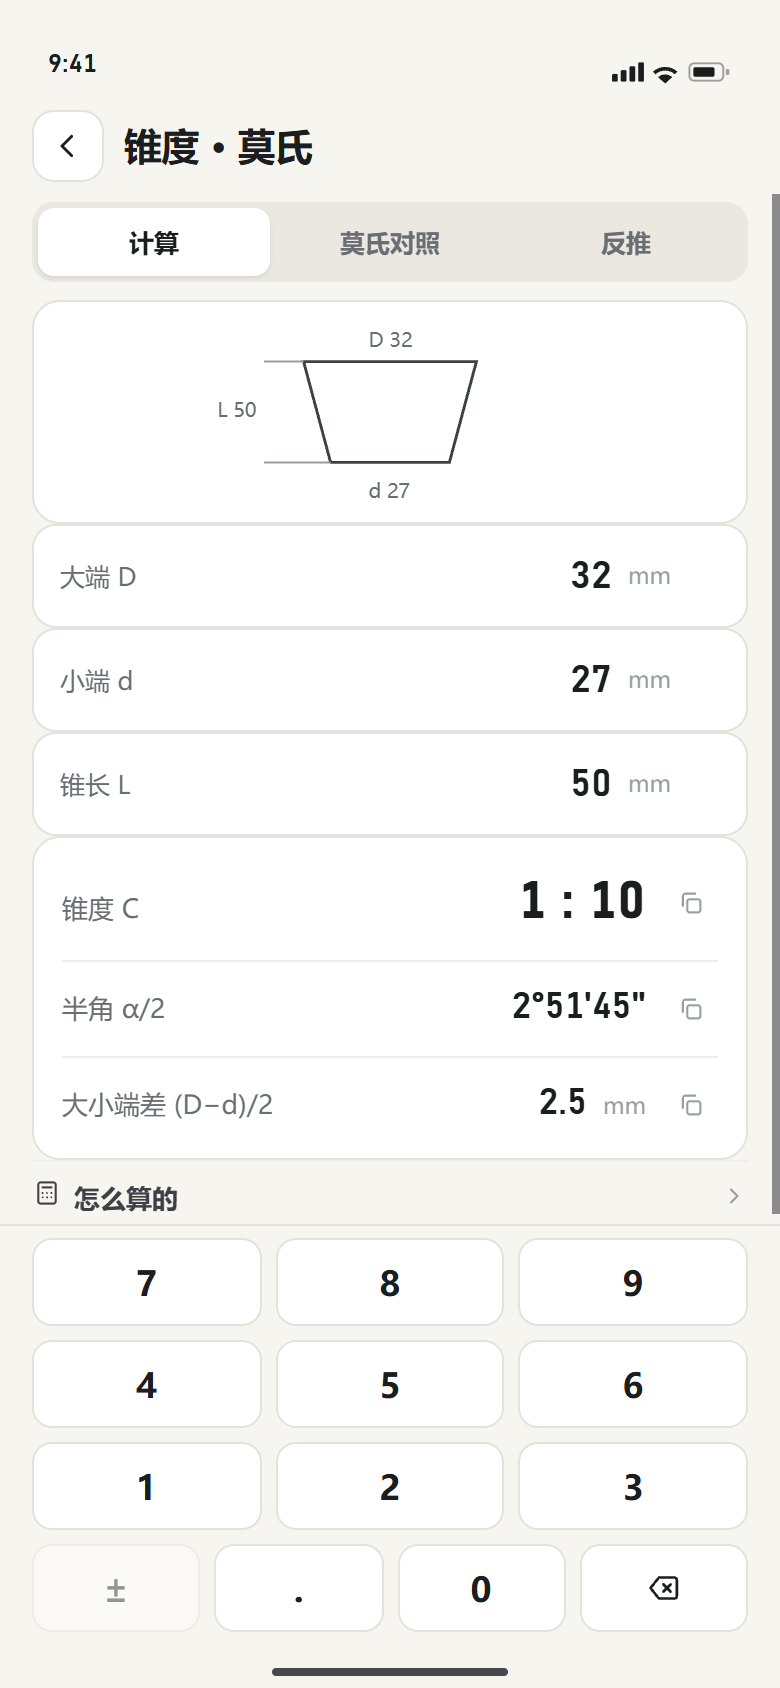 9:41
锥度·莫氏
计算 莫氏对照 反推
D 32
L 50
d 27
大端 D 32 mm
小端 d 27 mm
锥长 L 50 mm
锥度 C 1 : 10
半角 α/2 2°51'45"
大小端差 (D−d)/2 2.5 mm
怎么算的
7 8 9
4 5 6
1 2 3
± . 0